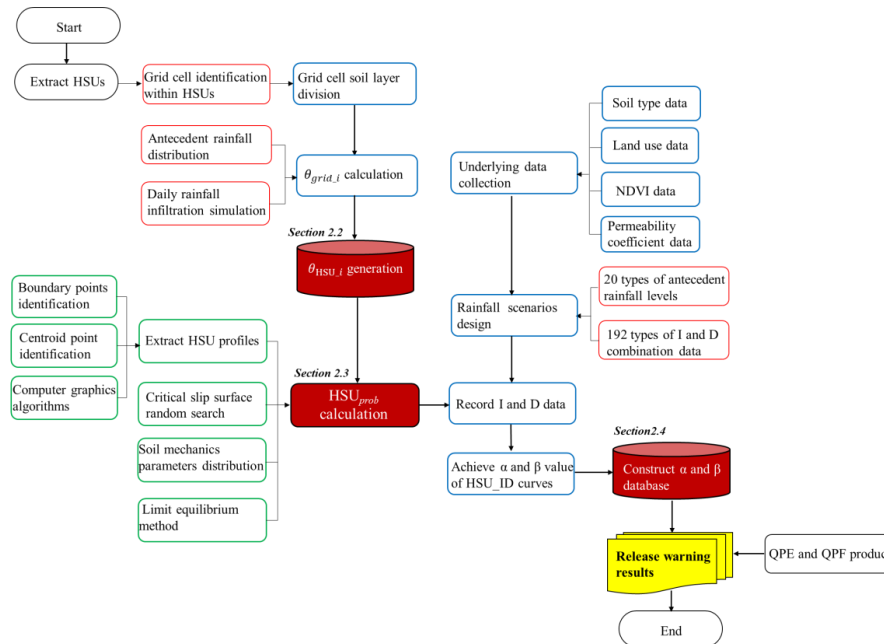 Start
Extract HSUs
Grid cell identification
within HSUs
Grid cell soil layer
division
Antecedent rainfall
distribution
Daily rainfall
infiltration simulation
θgrid_i calculation
Section 2.2
θHSU_i generation
Soil type data
Land use data
NDVI data
Permeability
coefficient data
Underlying data
collection
Rainfall scenarios
design
20 types of antecedent
rainfall levels
192 types of I and D
combination data
Boundary points
identification
Centroid point
identification
Computer graphics
algorithms
Extract HSU profiles
Critical slip surface
random search
Soil mechanics
parameters distribution
Limit equilibrium
method
Section 2.3
HSUprob
calculation
Record I and D data
Achieve α and β value
of HSU_ID curves
Section2.4
Construct α and β
database
Release warning
results
QPE and QPF produc
End